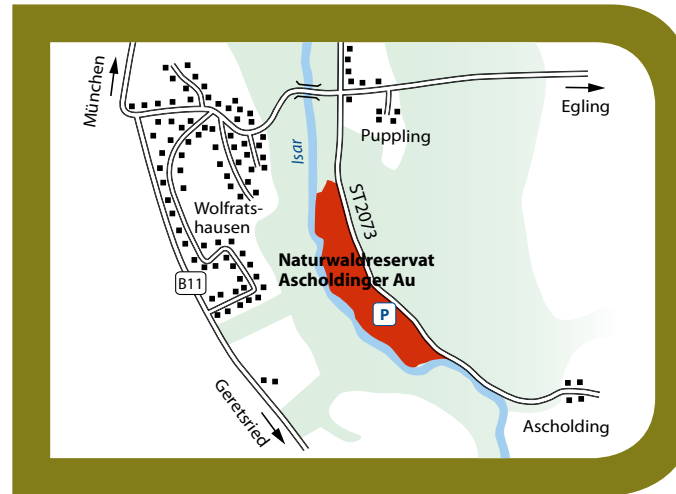 München
Egling
Puppling
Isar
ST2073
Wolfrats-
hausen
Naturwaldreservat
Ascholdinger Au
B11
P
Geretsried
Ascholding